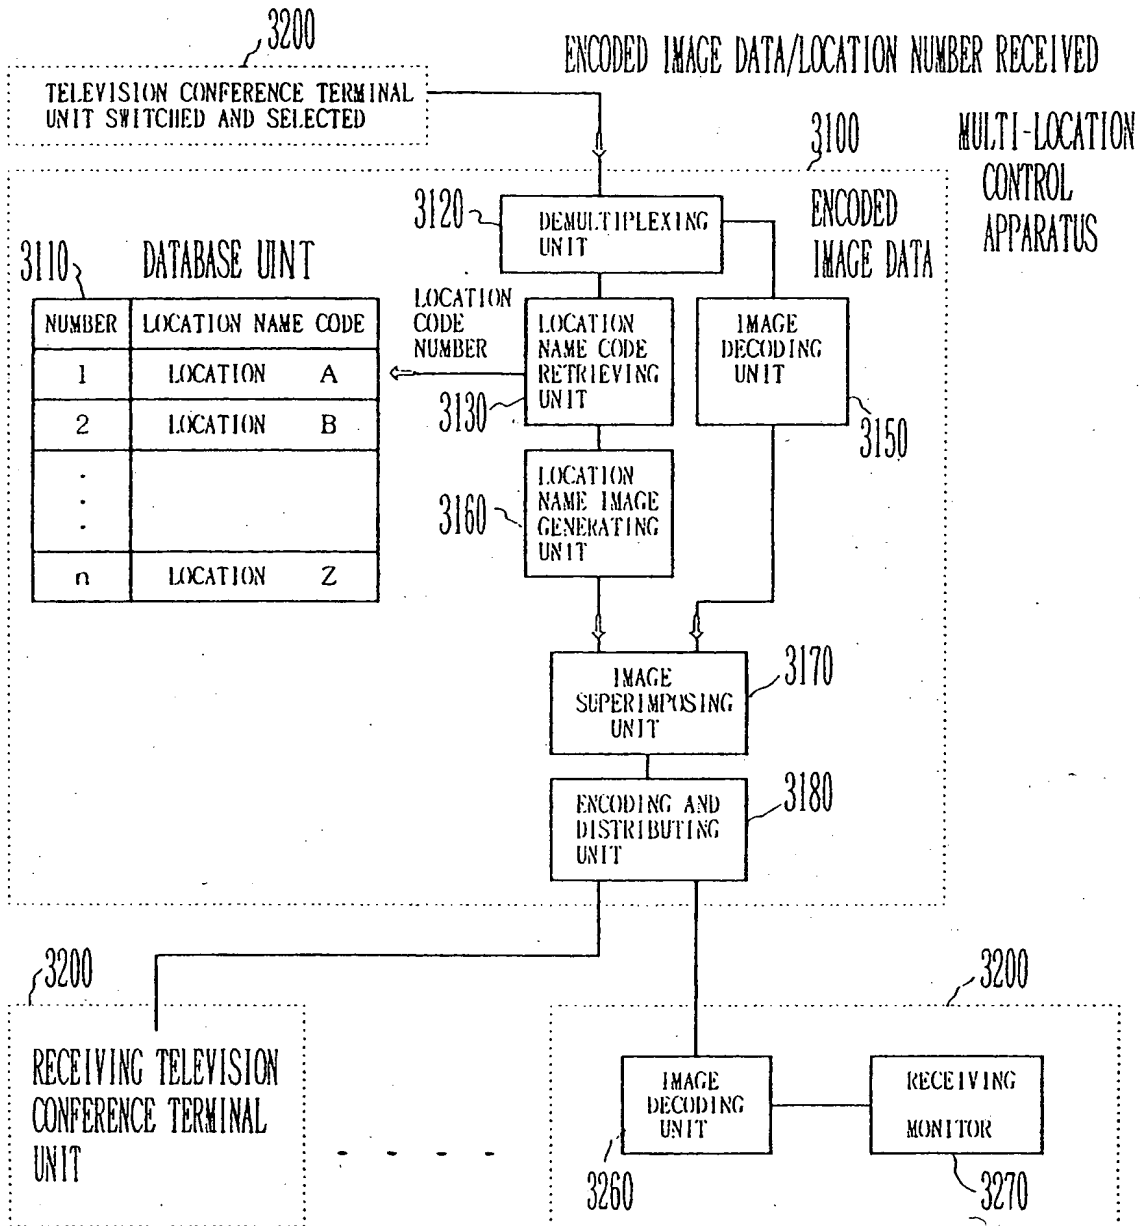 3200
ENCODED IMAGE DATA/LOCATION NUMBER RECEIVED
TELEVISION CONFERENCE TERMINAL
UNIT SWITCHED AND SELECTED
3100
MULTI-LOCATION
CONTROL
APPARATUS
3120
DEMULTIPLEXING
UNIT
ENCODED
IMAGE DATA
3110
DATABASE UINT
NUMBER
LOCATION NAME CODE
1
LOCATION A
2
LOCATION B
.
.
.
n
LOCATION Z
LOCATION
CODE
NUMBER
LOCATION
NAME CODE
RETRIEVING
UNIT
3130
IMAGE
DECODING
UNIT
3150
LOCATION
NAME IMAGE
GENERATING
UNIT
3160
IMAGE
SUPERIMPOSING
UNIT
3170
ENCODING AND
DISTRIBUTING
UNIT
3180
3200
RECEIVING TELEVISION
CONFERENCE TERMINAL
UNIT
- - - - -
3200
IMAGE
DECODING
UNIT
3260
RECEIVING
MONITOR
3270